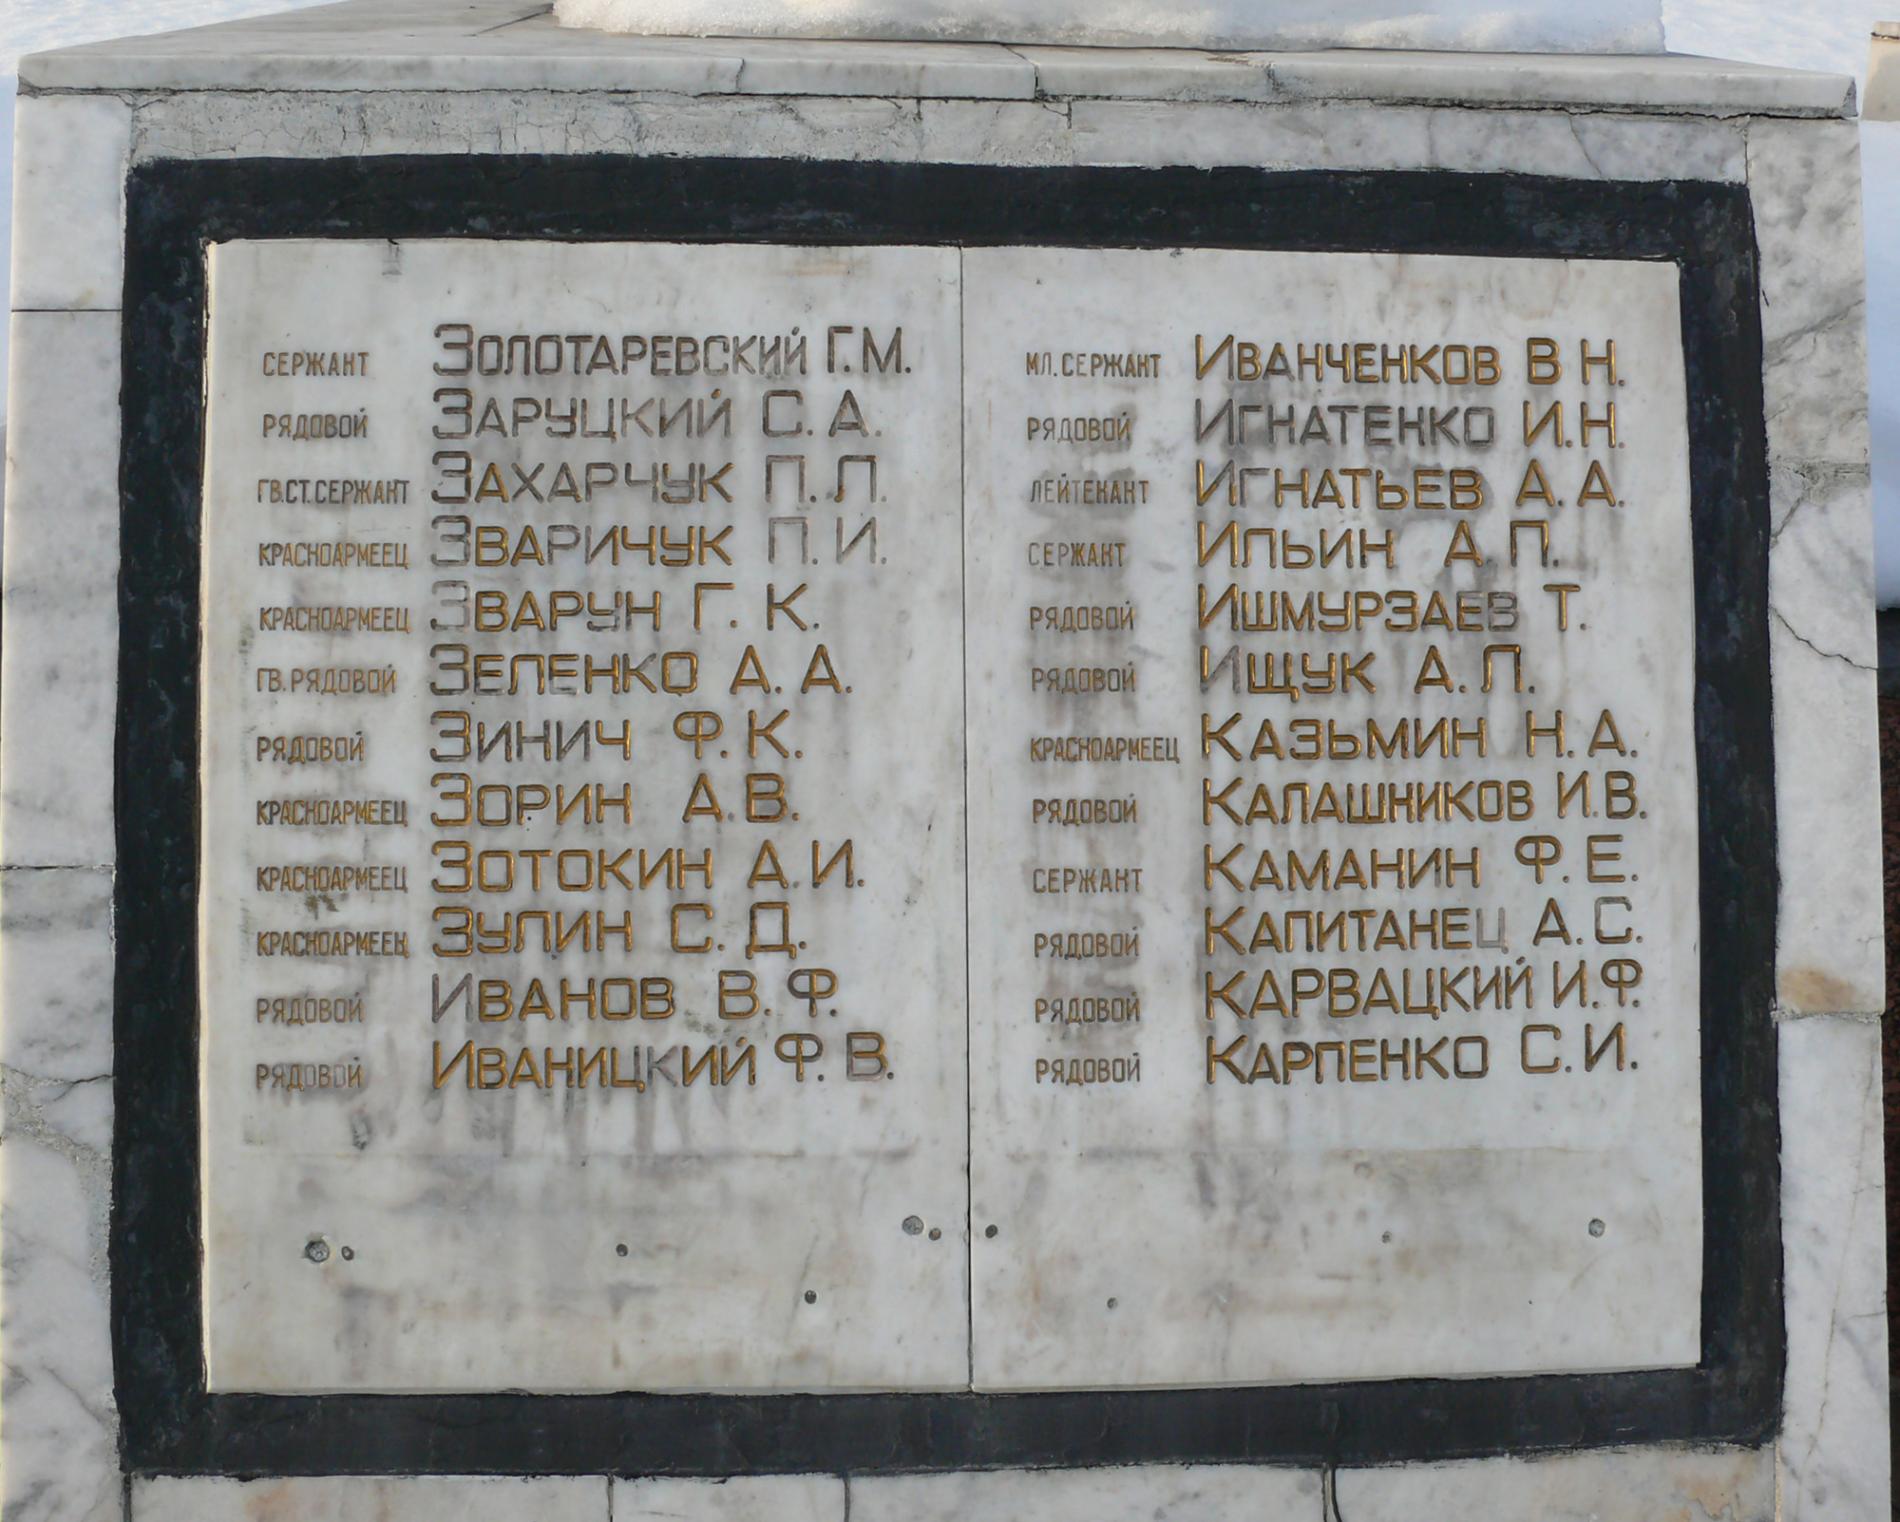 СЕРЖАНТ ЗОЛОТАРЕВСКИЙ Г.М.
РЯДОВОЙ ЗАРУЦКИЙ С.А.
ГВ.СТ.СЕРЖАНТ ЗАХАРЧУК П.Л.
КРАСНОАРМЕЕЦ ЗВАРИЧУК П.И.
КРАСНОАРМЕЕЦ ЗВАРУН Г.К.
ГВ.РЯДОВОЙ ЗЕЛЕНКО А.А.
РЯДОВОЙ ЗИНИЧ Ф.К.
КРАСНОАРМЕЕЦ ЗОРИН А.В.
КРАСНОАРМЕЕЦ ЗОТОКИН А.И.
КРАСНОАРМЕЕЦ ЗУЛИН С.Д.
РЯДОВОЙ ИВАНОВ В.Ф.
РЯДОВОЙ ИВАНИЦКИЙ Ф.В.
МЛ.СЕРЖАНТ ИВАНЧЕНКОВ В Н.
РЯДОВОЙ ИГНАТЕНКО И.Н.
ЛЕЙТЕНАНТ ИГНАТЬЕВ А.А.
СЕРЖАНТ ИЛЬИН А.П.
РЯДОВОЙ ИШМУРЗАЕВ Т.
РЯДОВОЙ ИЩУК А.Л.
КРАСНОАРМЕЕЦ КАЗЬМИН Н.А.
РЯДОВОЙ КАЛАШНИКОВ И.В.
СЕРЖАНТ КАМАНИН Ф.Е.
РЯДОВОЙ КАПИТАНЕЦ А.С.
РЯДОВОЙ КАРВАЦКИЙ И.Ф.
РЯДОВОЙ КАРПЕНКО С.И.